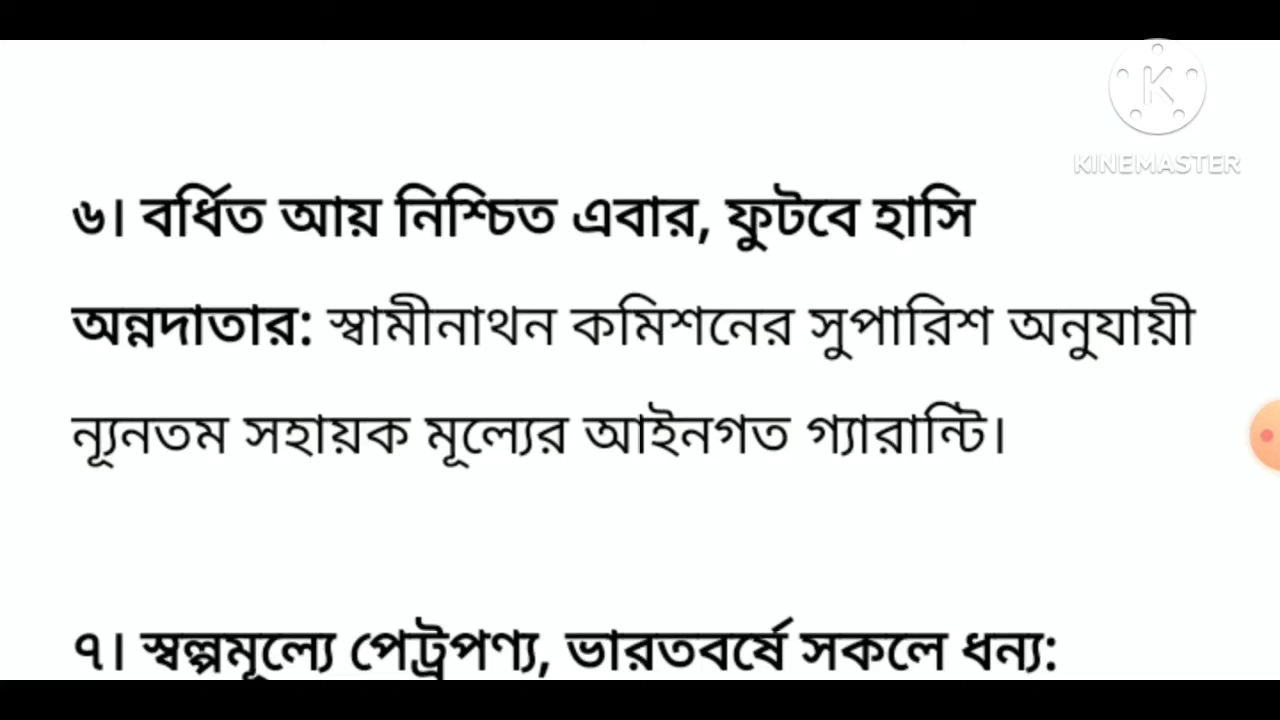 KINEMASTER
৬। বর্ধিত আয় নিশ্চিত এবার, ফুটবে হাসি
অন্নদাতার: স্বামীনাথন কমিশনের সুপারিশ অনুযায়ী
ন্যূনতম সহায়ক মূল্যের আইনগত গ্যারান্টি।
৭। স্বল্পমূল্যে পেট্রপণ্য, ভারতবর্ষে সকলে ধন্য: